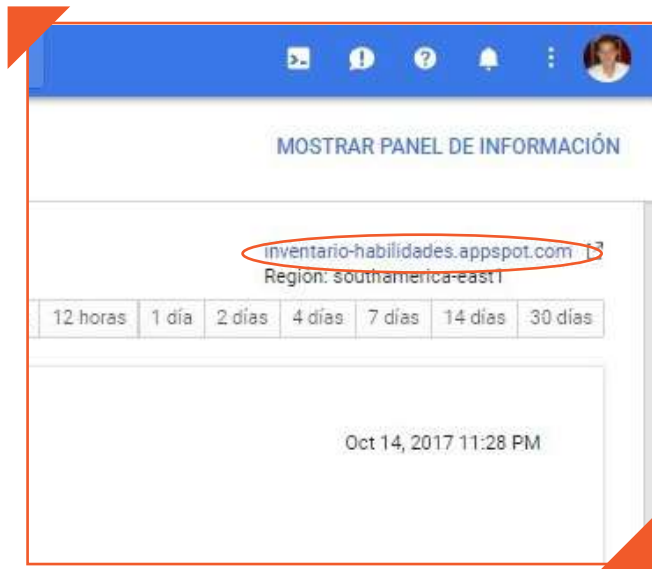 MOSTRAR PANEL DE INFORMACIÓN
inventario-habilidades.appspot.com
Región: southamerica-east1
12 horas 1 día 2 días 4 días 7 días 14 días 30 días
Oct 14, 2017 11:28 PM